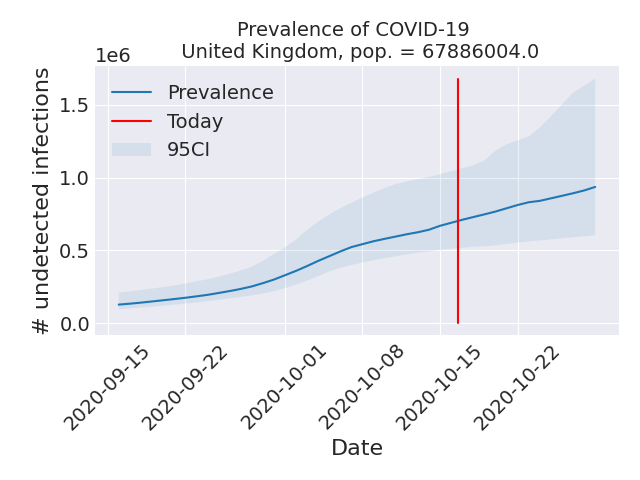 Prevalence of COVID-19
United Kingdom, pop. = 67886004.0
1e6
# undetected infections
1.5
1.0
0.5
0.0
Prevalence
Today
95CI
2020-09-15
2020-09-22
2020-10-01
2020-10-08
2020-10-15
2020-10-22
Date